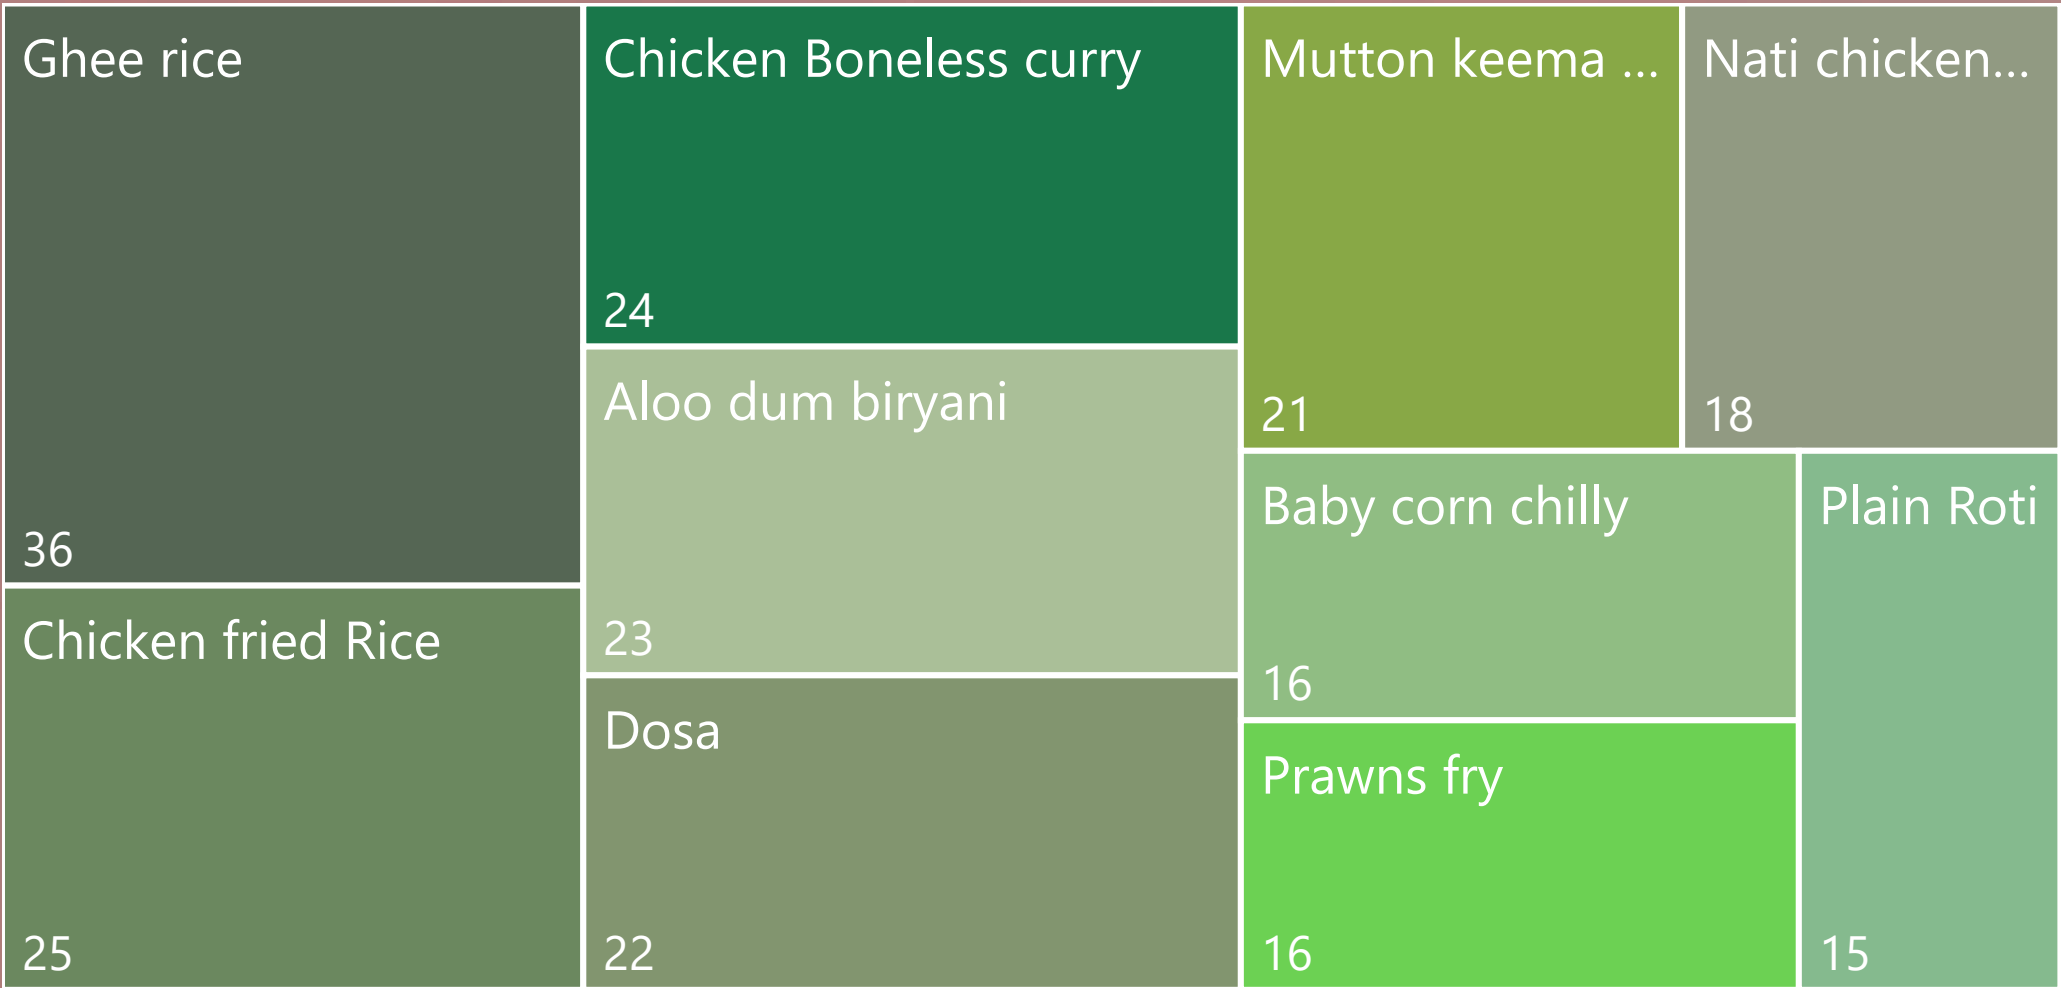 Ghee rice
36
Chicken fried Rice
25
Chicken Boneless curry
24
Aloo dum biryani
23
Dosa
22
Mutton keema ...
21
Nati chicken...
18
Baby corn chilly
16
Prawns fry
16
Plain Roti
15